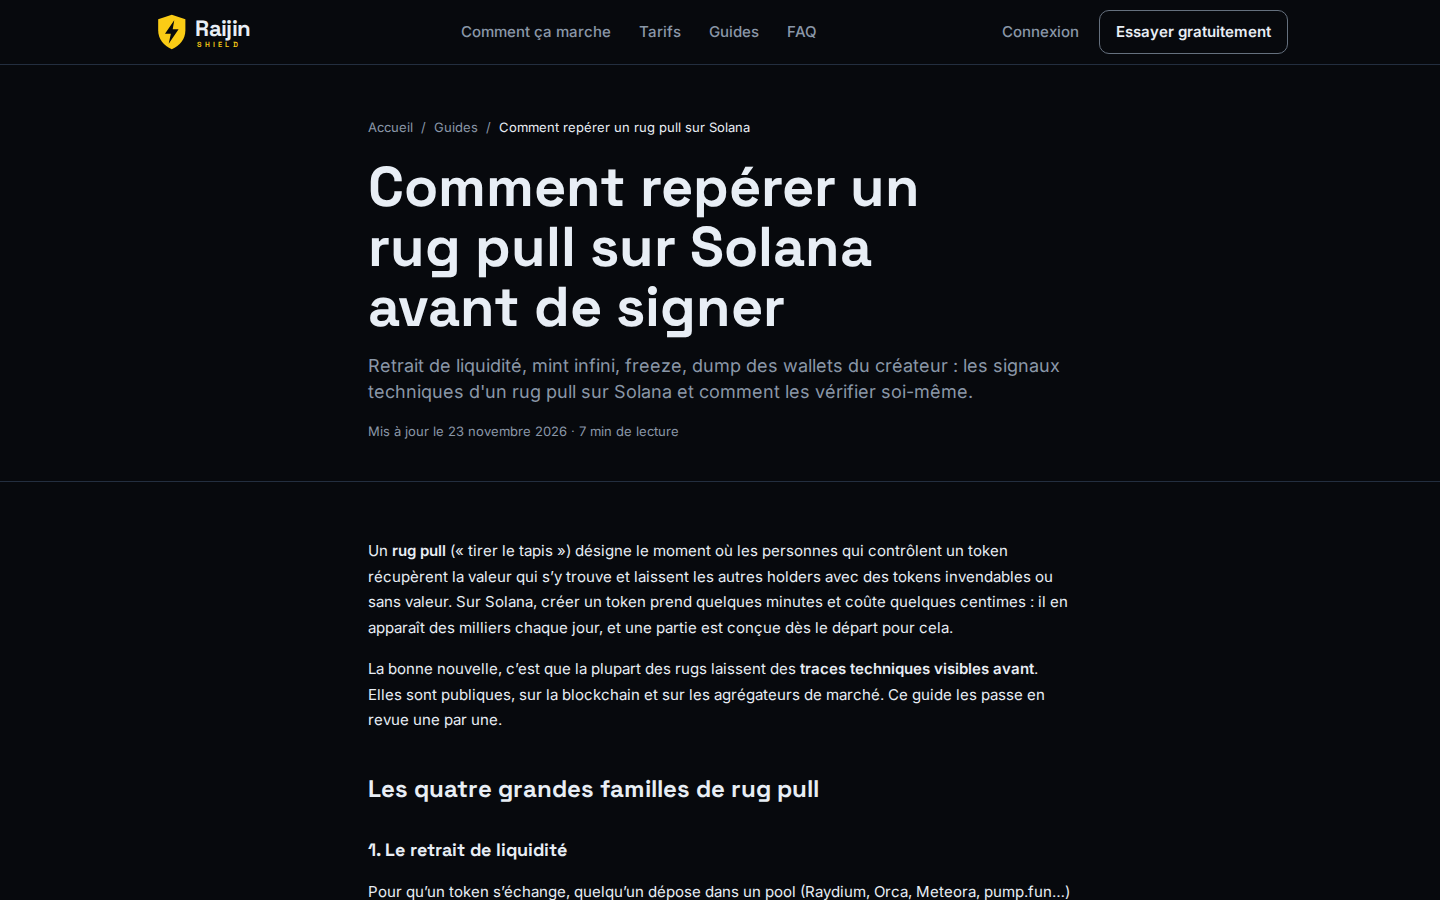 Raijin
SHIELD
Comment ça marche
Tarifs
Guides
FAQ
Connexion
Essayer gratuitement
Accueil / Guides / Comment repérer un rug pull sur Solana
Comment repérer un
rug pull sur Solana
avant de signer
Retrait de liquidité, mint infini, freeze, dump des wallets du créateur : les signaux
techniques d'un rug pull sur Solana et comment les vérifier soi-même.
Mis à jour le 23 novembre 2026 · 7 min de lecture
Un rug pull (« tirer le tapis ») désigne le moment où les personnes qui contrôlent un token
récupèrent la valeur qui s’y trouve et laissent les autres holders avec des tokens invendables ou
sans valeur. Sur Solana, créer un token prend quelques minutes et coûte quelques centimes : il en
apparaît des milliers chaque jour, et une partie est conçue dès le départ pour cela.
La bonne nouvelle, c’est que la plupart des rugs laissent des traces techniques visibles avant.
Elles sont publiques, sur la blockchain et sur les agrégateurs de marché. Ce guide les passe en
revue une par une.
Les quatre grandes familles de rug pull
1. Le retrait de liquidité
Pour qu’un token s’échange, quelqu’un dépose dans un pool (Raydium, Orca, Meteora, pump.fun…)